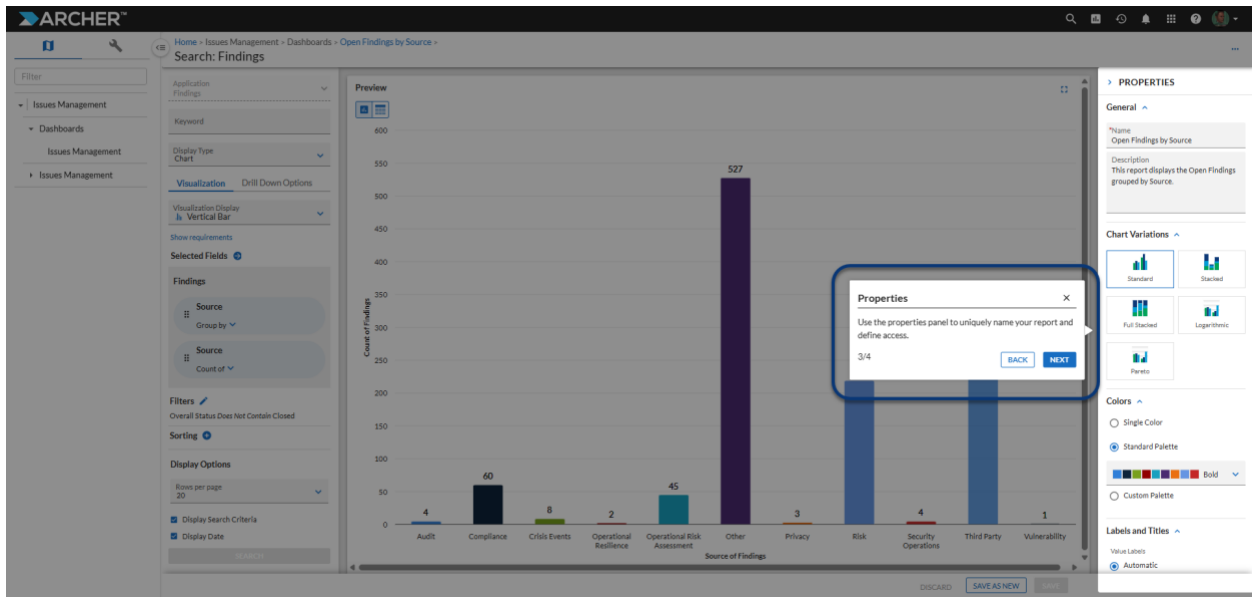 ARCHER™
Home > Issues Management > Dashboards > Open Findings by Source >
Search: Findings
Filter
Issues Management
Dashboards
Issues Management
Issues Management
Application
Findings
Keyword
Display Type
Chart
Visualization Drill Down Options
Visualization Display
Vertical Bar
Show requirements
Selected Fields
Findings
Source
Group by
Source
Count of
Filters
Overall Status Does Not Contain Closed
Sorting
Display Options
Rows per page
20
Display Search Criteria
Display Date
SEARCH
Preview
600
550
500
450
400
350
300
250
200
150
100
50
0
Count of Findings
4
60
8
2
45
527
3
4
1
Audit
Compliance
Crisis Events
Operational
Resilience
Operational Risk
Assessment
Other
Privacy
Risk
Security
Operations
Third Party
Vulnerability
Source of Findings
Properties
Use the properties panel to uniquely name your report and
define access.
3/4
BACK
NEXT
PROPERTIES
General
*Name
Open Findings by Source
Description
This report displays the Open Findings
grouped by Source.
Chart Variations
Standard
Stacked
Full Stacked
Logarithmic
Pareto
Colors
Single Color
Standard Palette
Bold
Custom Palette
Labels and Titles
Value Labels
Automatic
DISCARD
SAVE AS NEW
SAVE